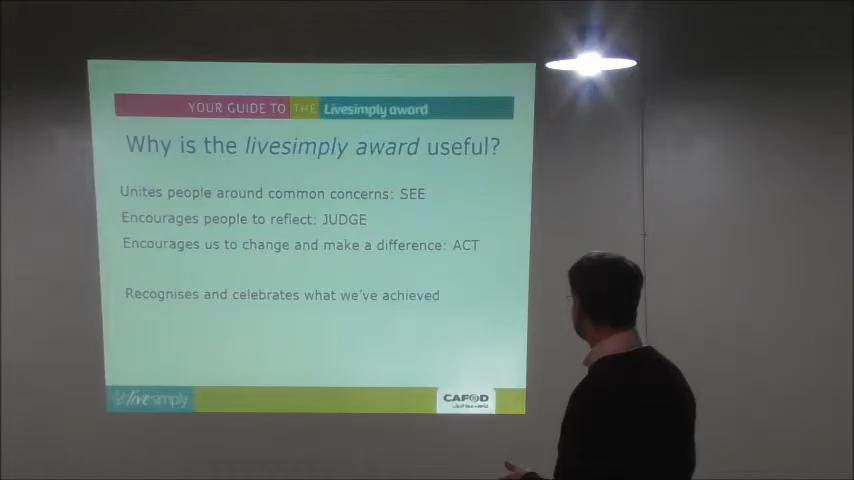 YOUR GUIDE TO THE Livesimply award
Why is the livesimply award useful?
Unites people around common concerns: SEE
Encourages people to reflect: JUDGE
Encourages us to change and make a difference: ACT
Recognises and celebrates what we've achieved
livesimply
CAFOD